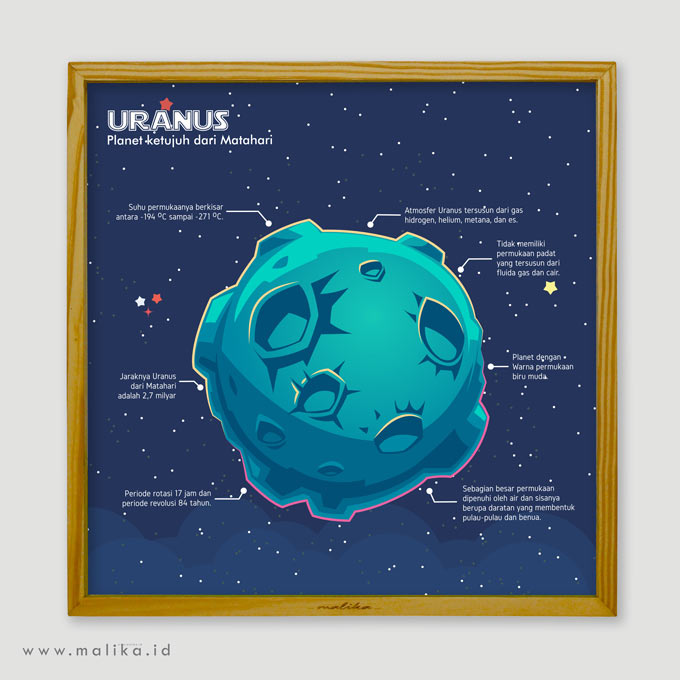 URANUS
Planet ketujuh dari Matahari
Suhu permukaanya berkisar
antara -194 ºC sampai -271 ºC.
Atmosfer Uranus tersusun dari gas
hidrogen, helium, metana, dan es.
Tidak memiliki
permukaan padat
yang tersusun dari
fluida gas dan cair.
Jaraknya Uranus
dari Matahari
adalah 2,7 milyar
Planet dengan
Warna permukaan
biru muda.
Periode rotasi 17 jam dan
periode revolusi 84 tahun.
Sebagian besar permukaan
dipenuhi oleh air dan sisanya
berupa daratan yang membentuk
pulau-pulau dan benua.
malika
www.malika.id